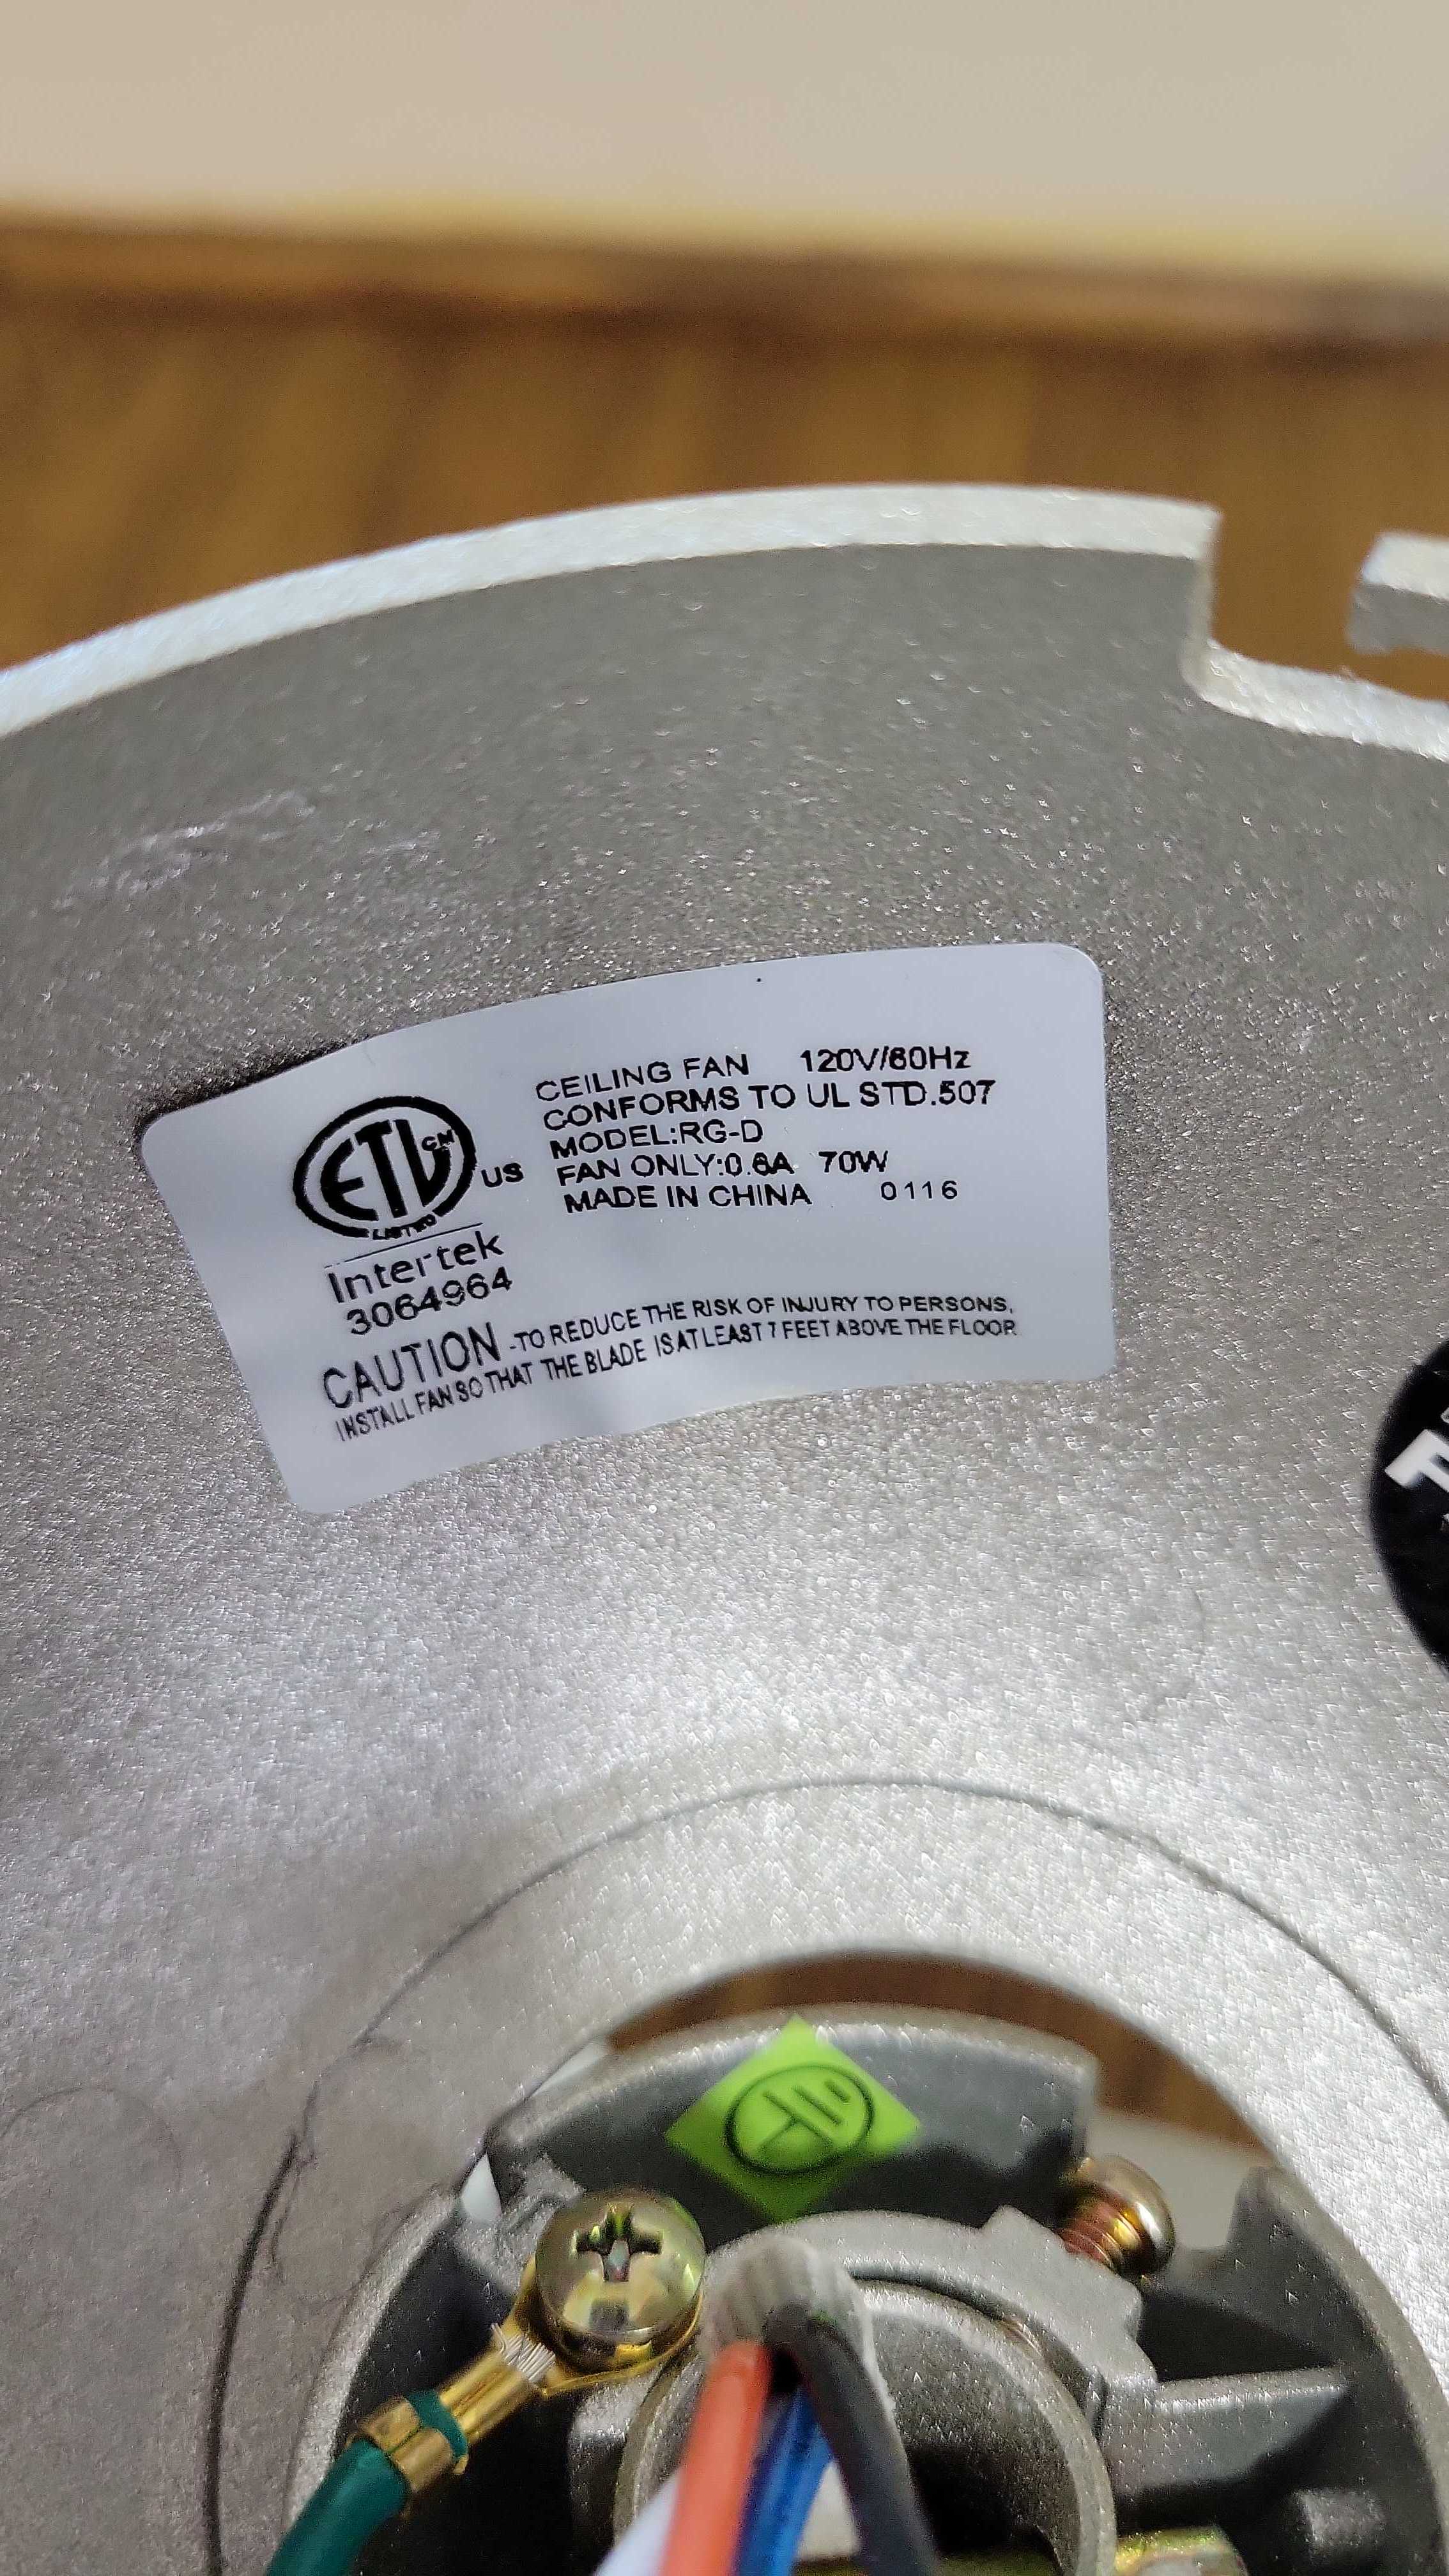 CEILING FAN 120V/60Hz
CONFORMS TO UL STD.507
MODEL:RG-D
FAN ONLY:0.6A 70W
MADE IN CHINA 0116
ETL CM
US
LISTED
Intertek
3064964
CAUTION -TO REDUCE THE RISK OF INJURY TO PERSONS,
INSTALL FAN SO THAT THE BLADE IS AT LEAST 7 FEET ABOVE THE FLOOR